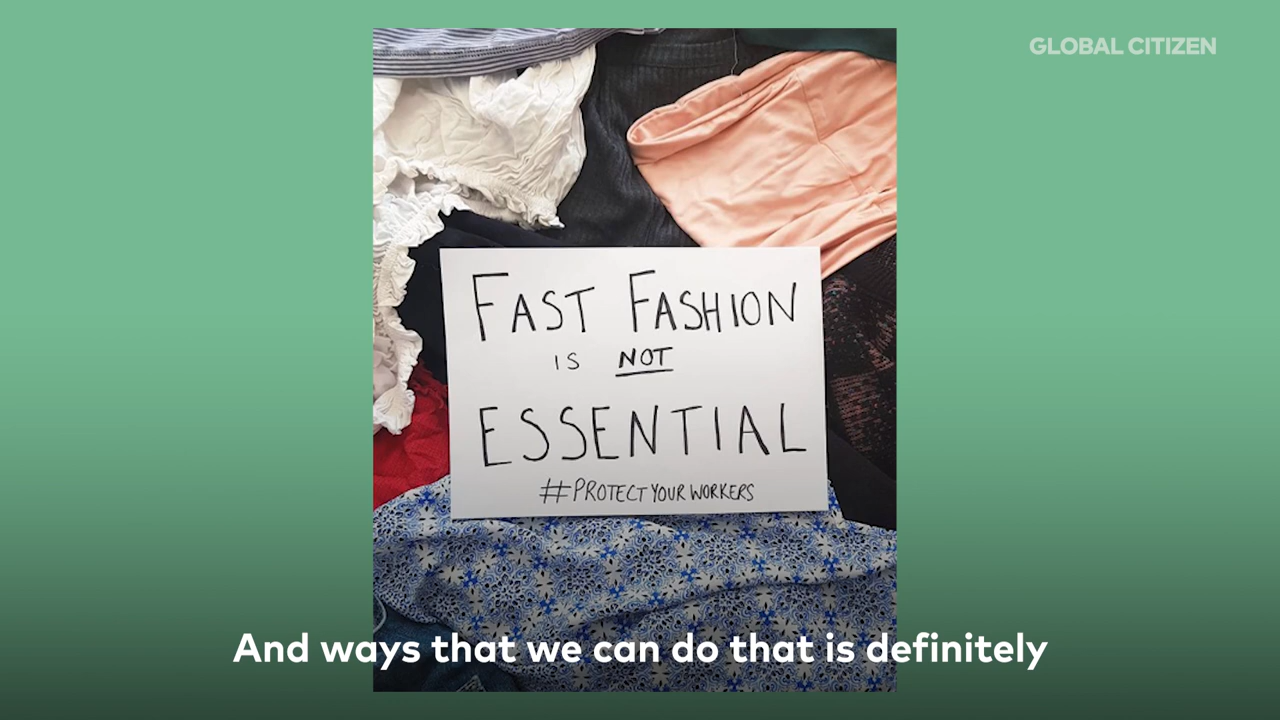 GLOBAL CITIZEN
FAST FASHION
IS NOT
ESSENTIAL
#PROTECTYOURWORKERS
And ways that we can do that is definitely